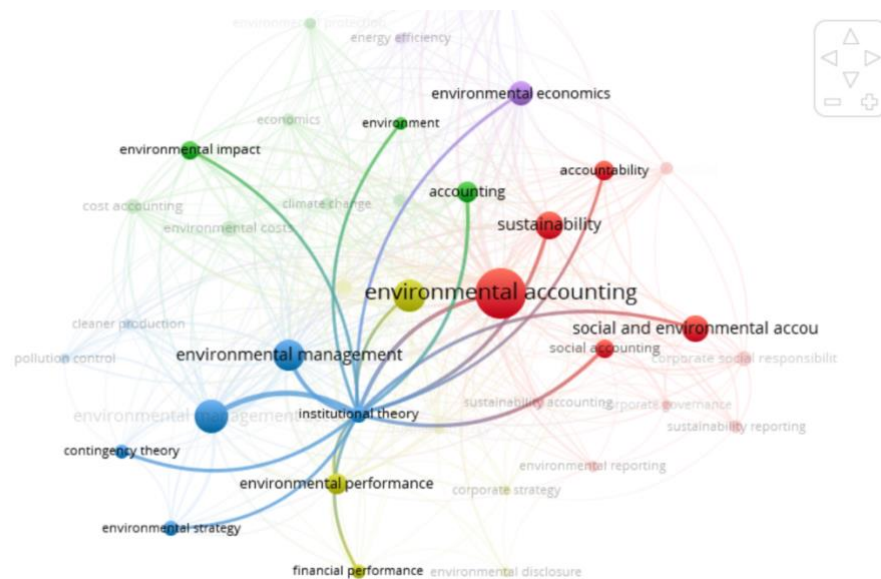 environmental protection
energy efficiency
environmental economics
economics
environment
environmental impact
accountability
accounting
cost accounting
climate change
environmental costs
sustainability
environmental accounting
cleaner production
social and environmental accou
pollution control
environmental management
social accounting
corporate social responsibilit
environmental management
institutional theory
sustainability accounting
corporate governance
sustainability reporting
contingency theory
environmental reporting
environmental performance
corporate strategy
environmental strategy
financial performance
environmental disclosure